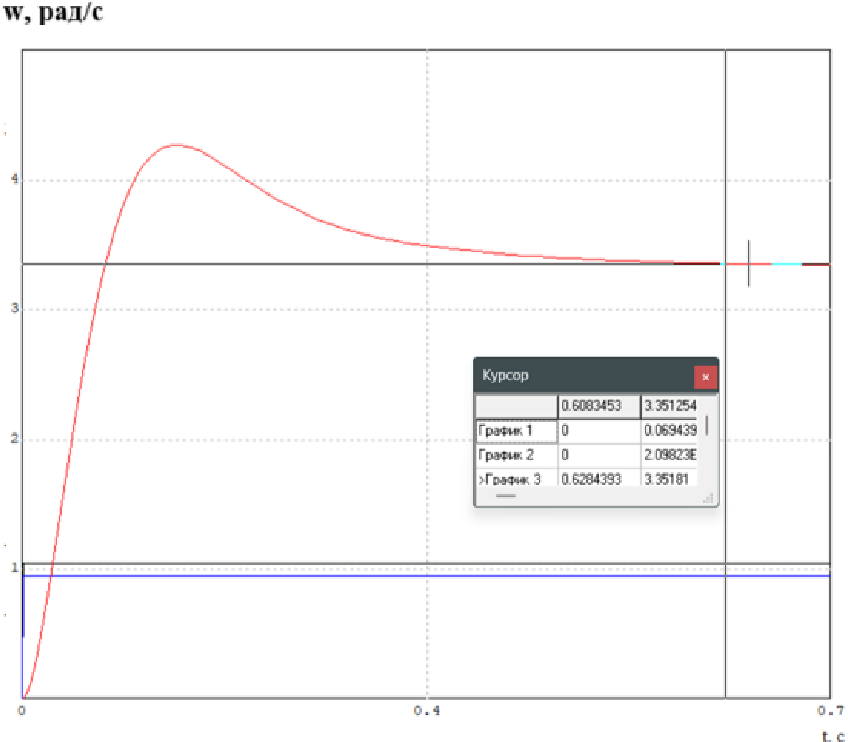 w, рад/с
4
3
2
1
0
0.4
0.7
t, c
Курсор
0.6083453 3.351254
График 1 0 0.069439
График 2 0 2.09823E
>График 3 0.6284393 3.35181